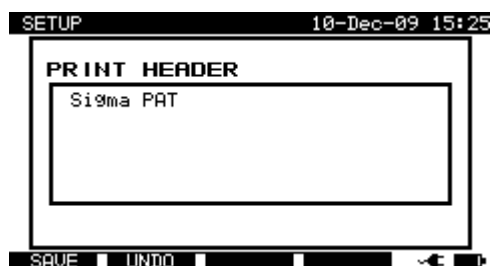 SETUP 10-Dec-09 15:25
PRINT HEADER
Sigma PAT
SAVE UNDO